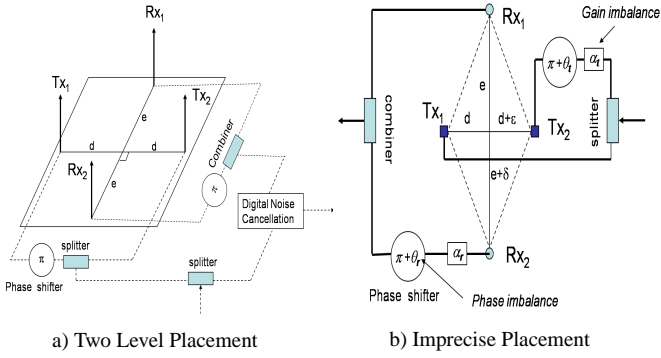 Rx1
Tx1
Tx2
e
d
d
Rx2
e
Combiner
π
Digital Noise
Cancellation
splitter
π
Phase shifter
splitter
a) Two Level Placement
Gain imbalance
Rx1
π+θt
αt
e
combiner
Tx1
d
d+ε
Tx2
splitter
e+δ
π+θr
αr
Rx2
Phase shifter
Phase imbalance
b) Imprecise Placement